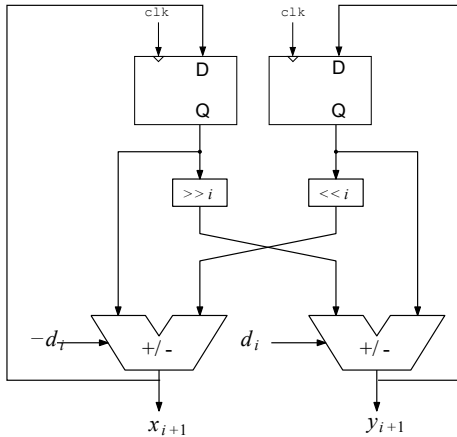 clk clk
D D
Q Q
>> i << i
−d_i +/ - d_i +/ -
x_{i+1} y_{i+1}